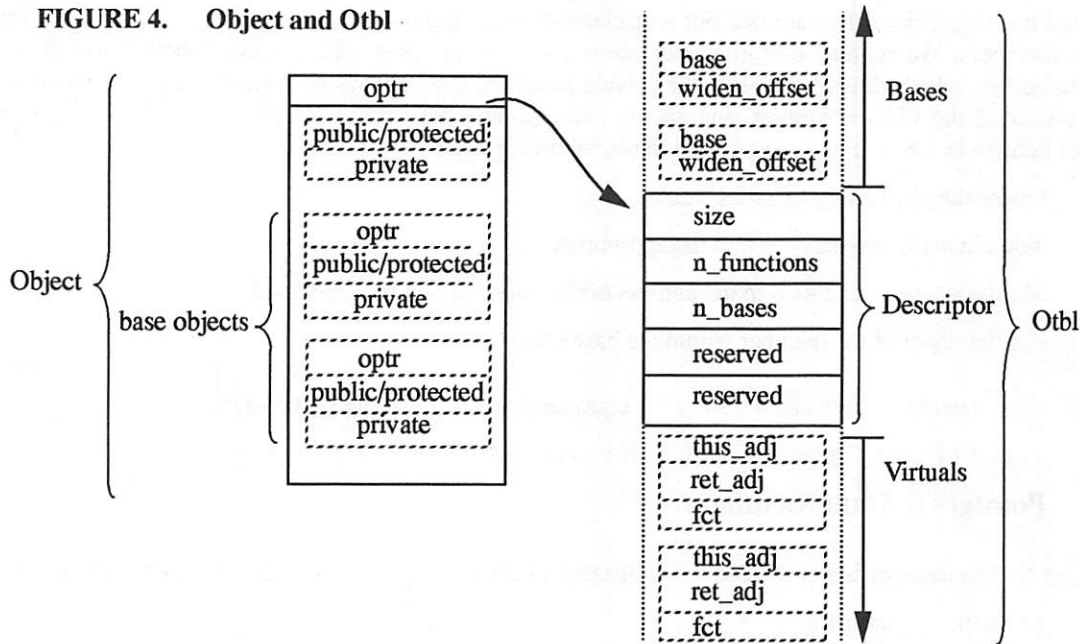 FIGURE 4. Object and Otbl
optr
public/protected
private
optr
public/protected
private
optr
public/protected
private
Object
base objects
base
widen_offset
base
widen_offset
Bases
size
n_functions
n_bases
reserved
reserved
Descriptor
Otbl
this_adj
ret_adj
fct
this_adj
ret_adj
fct
Virtuals